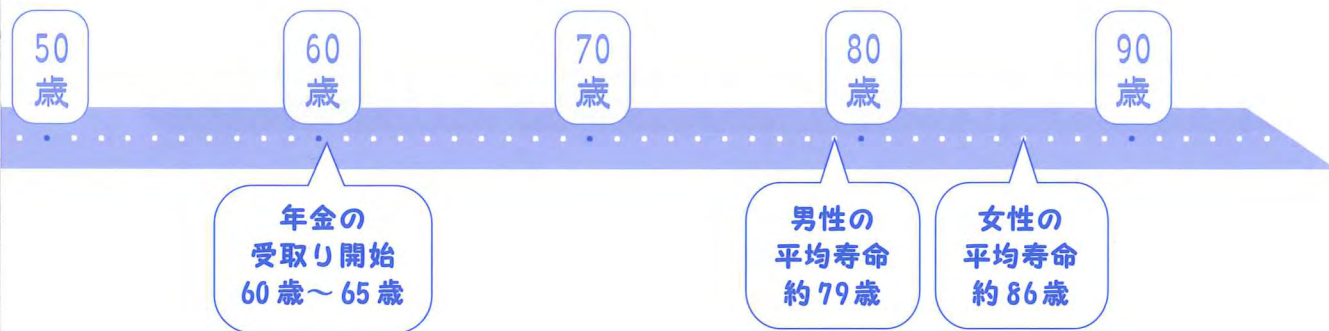 50
歳
60
歳
70
歳
80
歳
90
歳
年金の
受取り開始
60歳～65歳
男性の
平均寿命
約79歳
女性の
平均寿命
約86歳